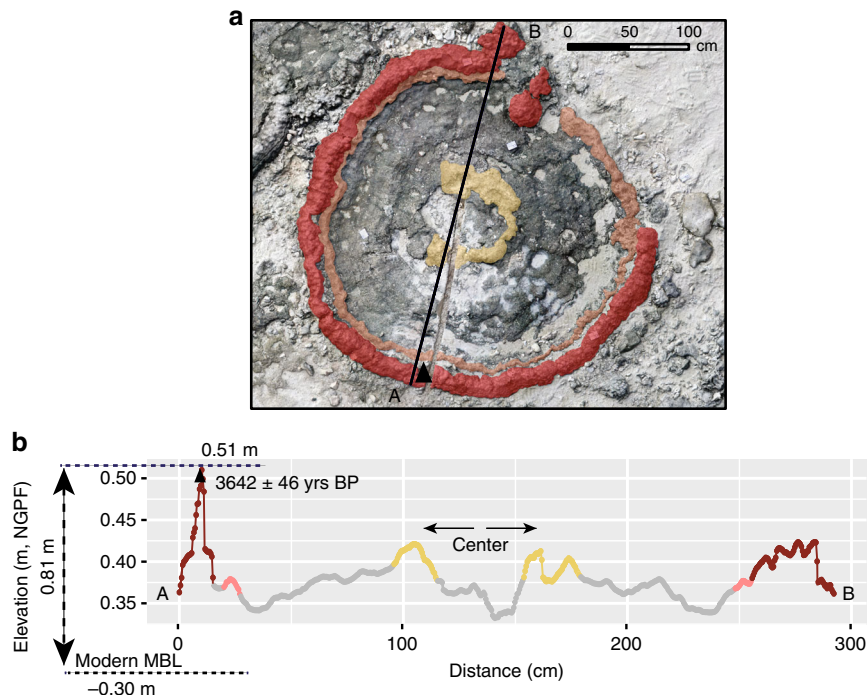 a
B
0 50 100
cm
A
b
0.51 m
3642 ± 46 yrs BP
0.50
0.45
0.40
0.35
Elevation (m, NGPF)
0.81 m
Center
A
B
Modern MBL
–0.30 m
0 100 200 300
Distance (cm)